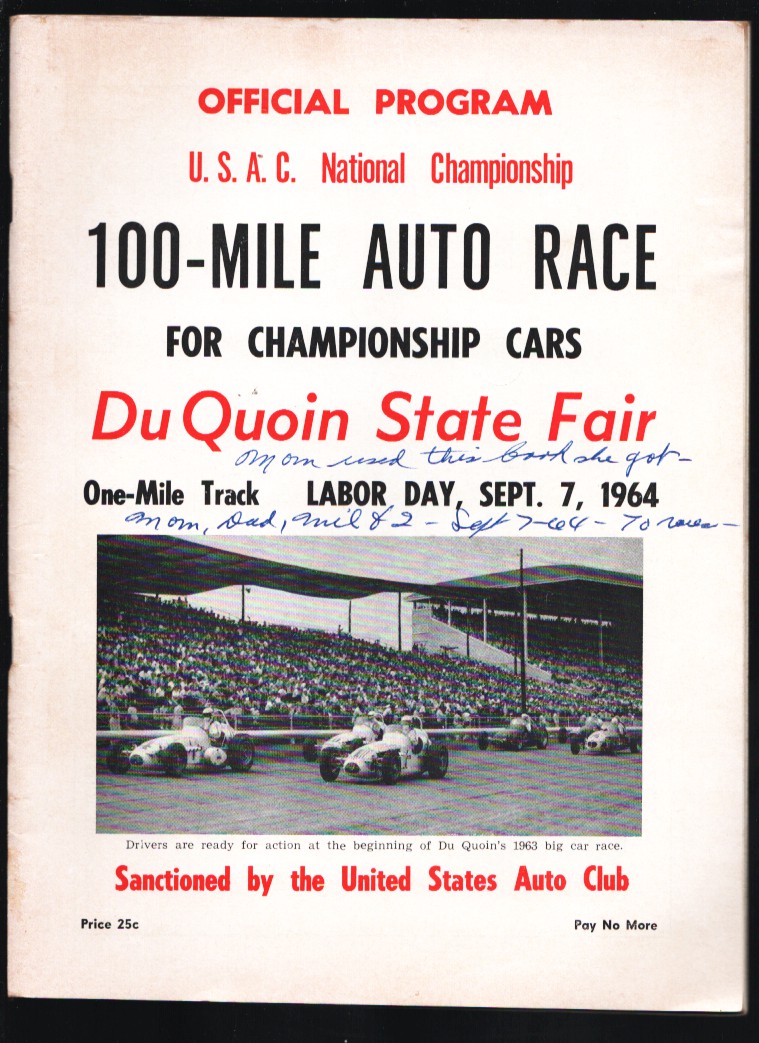 OFFICIAL PROGRAM
U. S. A. C. National Championship
100-MILE AUTO RACE
FOR CHAMPIONSHIP CARS
Du Quoin State Fair
Mom used this book she got -
One-Mile Track LABOR DAY, SEPT. 7, 1964
Mom, Dad, & 2 - Sept 7-64 - To races -
Drivers are ready for action at the beginning of Du Quoin's 1963 big car race.
Sanctioned by the United States Auto Club
Price 25c Pay No More